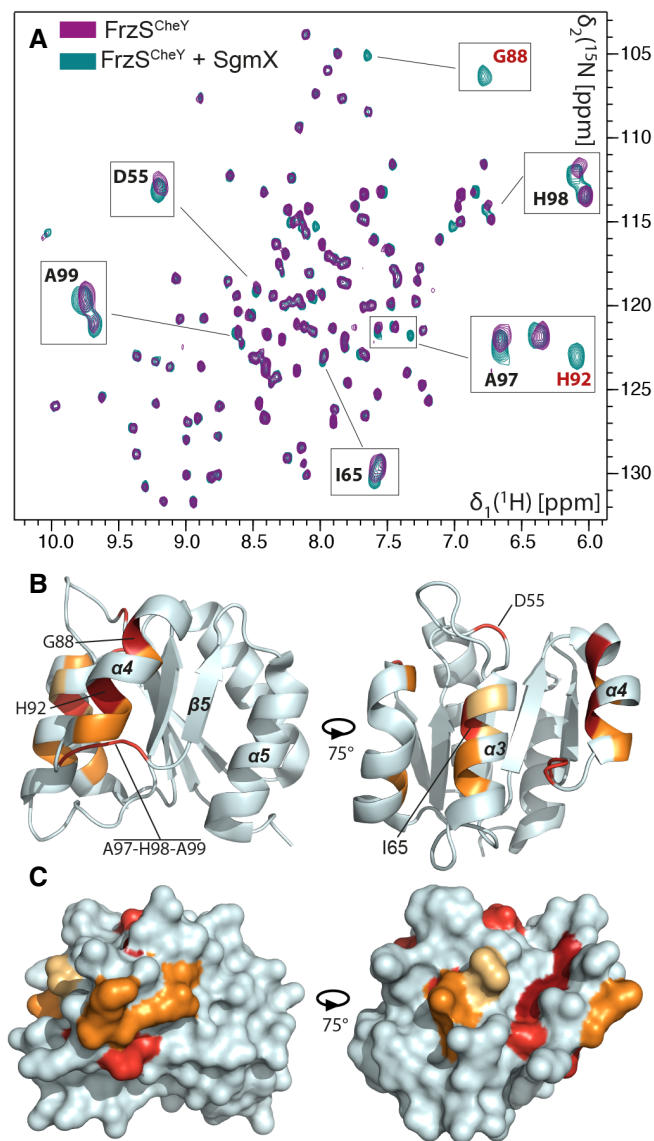 A
FrzS^CheY
FrzS^CheY + SgmX
G88
δ₂(¹⁵N) [ppm]
105
110
115
120
125
130
D55
H98
A99
A97
H92
I65
δ₁(¹H) [ppm]
10.0 9.5 9.0 8.5 8.0 7.5 7.0 6.5 6.0
B
G88
α4
H92
β5
α5
A97-H98-A99
75°
D55
α4
α3
I65
C
75°